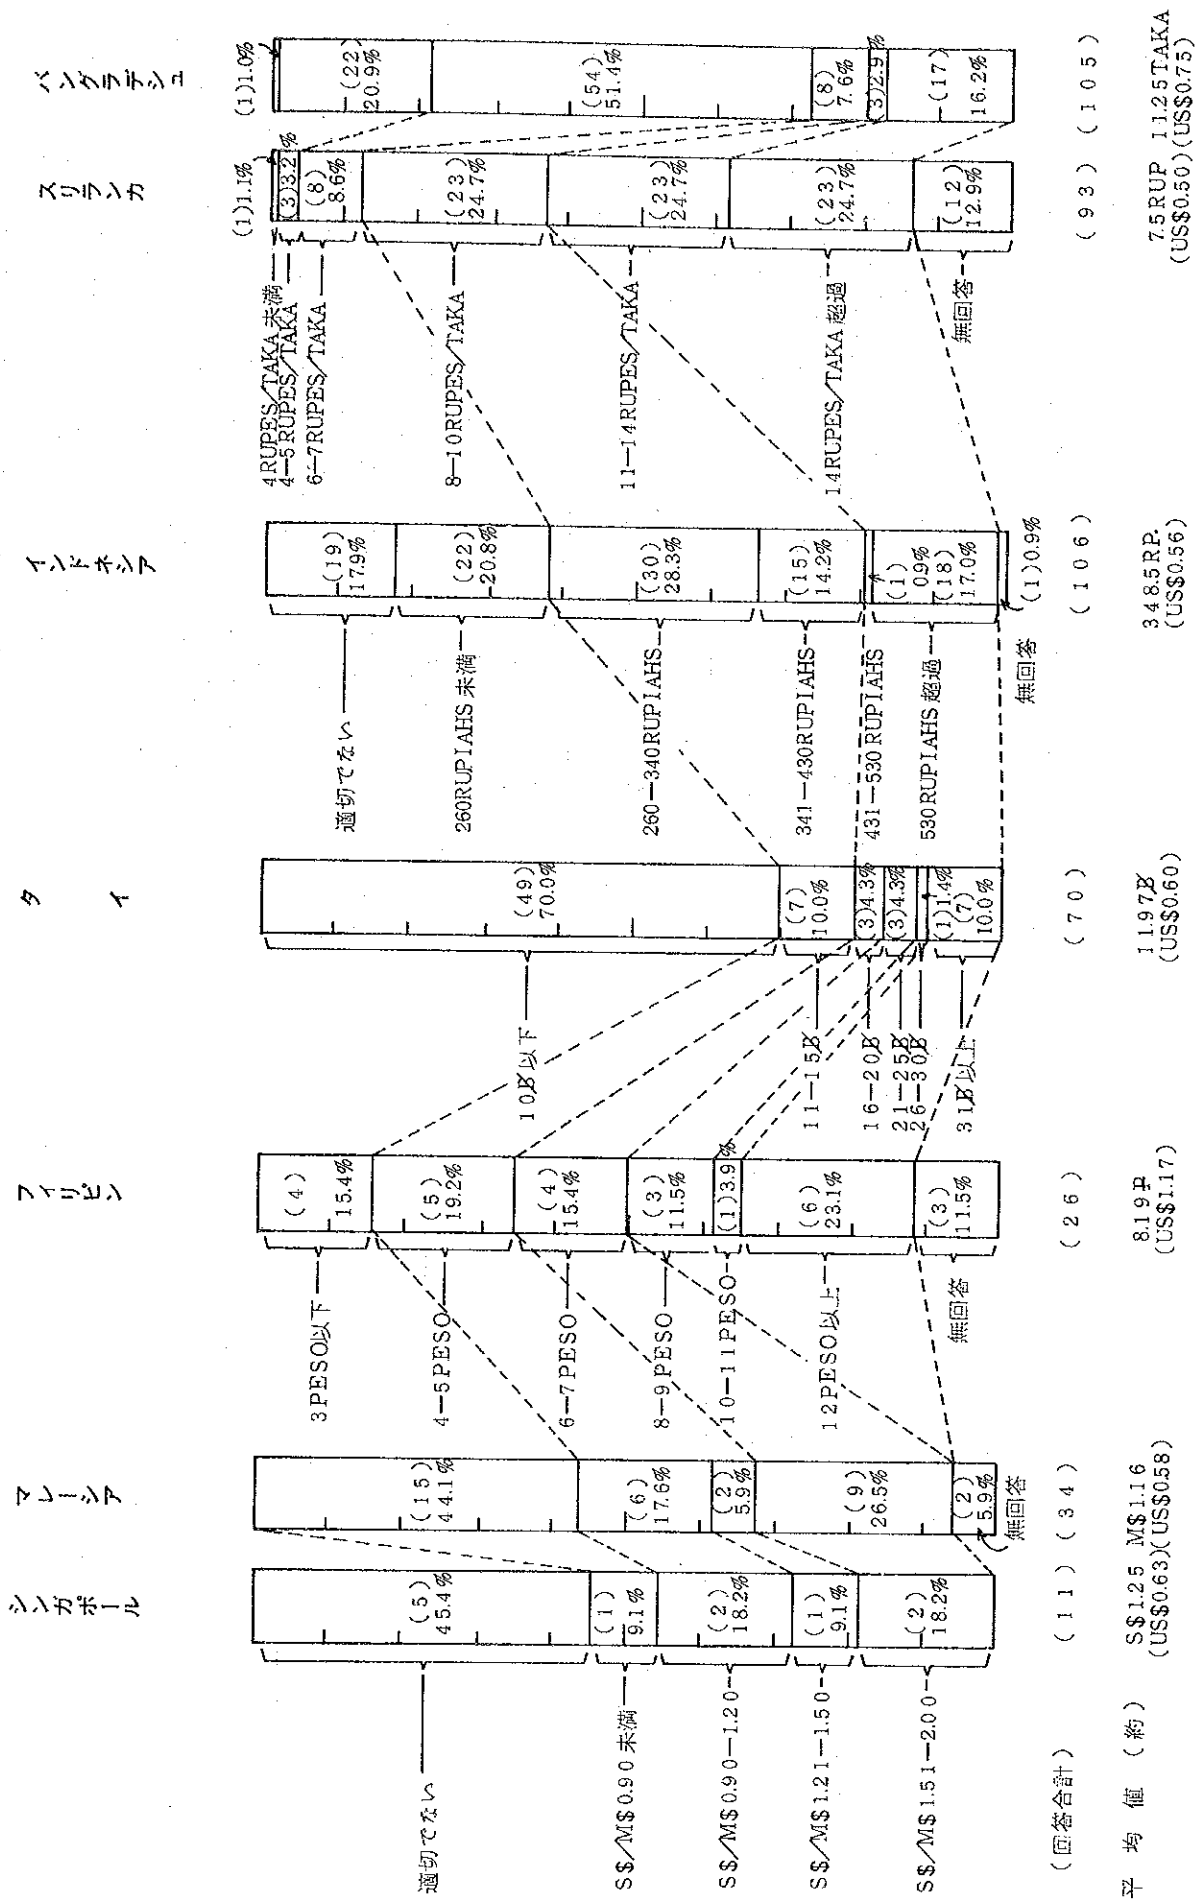 シンガポール
適切でない
(5)
45.4%
S$/M$0.90未満
(1)
9.1%
S$/M$0.90-1.20
(2)
18.2%
S$/M$1.21-1.50
(1)
9.1%
S$/M$1.51-2.00
(2)
18.2%
マレーシア
(15)
44.1%
(6)
17.6%
(2)
5.9%
(9)
26.5%
(2)
5.9%
無回答
フィリピン
3PESO以下
(4)
15.4%
4-5PESO
(5)
19.2%
6-7PESO
(4)
15.4%
8-9PESO
(3)
11.5%
10-11PESO
(1)3.9%
12PESO以上
(6)
23.1%
無回答
(3)
11.5%
タイ
10B以下
(49)
70.0%
11-15B
(7)
10.0%
16-20B
(3)4.3%
21-25B
(3)4.3%
26-30B
(1)1.4%
31B以上
(7)
10.0%
インドネシア
適切でない
(19)
17.9%
260RUPIAHS未満
(22)
20.8%
260-340RUPIAHS
(30)
28.3%
341-430RUPIAHS
(15)
14.2%
431-530RUPIAHS
(1)
0.9%
530RUPIAHS超過
(18)
17.0%
無回答
(1)0.9%
スリランカ
4RUPES/TAKA未満
(1)1.1%
4-5RUPES/TAKA
(3)3.2%
6-7RUPES/TAKA
(8)
8.6%
8-10RUPES/TAKA
(23)
24.7%
11-14RUPES/TAKA
(23)
24.7%
14RUPES/TAKA超過
(23)
24.7%
無回答
(12)
12.9%
バングラデシュ
(1)1.0%
(22)
20.9%
(54)
51.4%
(8)
7.6%
(3)2.9%
(17)
16.2%
(回答合計) (11) (34) (26) (70) (106) (93) (105)
平均値(約) S$1.25 M$1.16 8.19P 11.97B 348.5RP. 7.5RUP 11.25TAKA
(US$0.63)(US$0.58) (US$1.17) (US$0.60) (US$0.56) (US$0.50)(US$0.75)